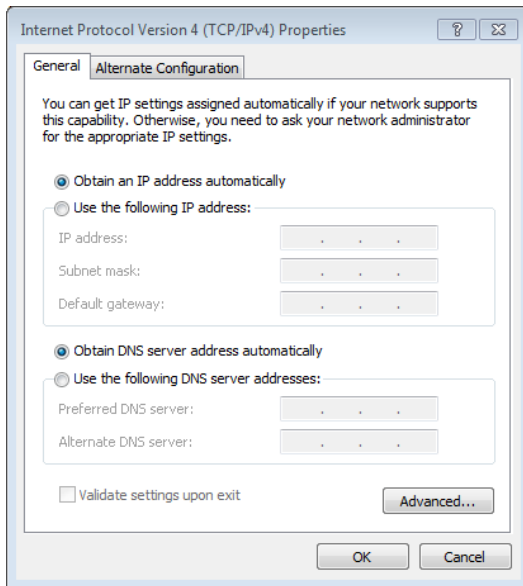 Internet Protocol Version 4 (TCP/IPv4) Properties
General
Alternate Configuration
You can get IP settings assigned automatically if your network supports
this capability. Otherwise, you need to ask your network administrator
for the appropriate IP settings.
Obtain an IP address automatically
Use the following IP address:
IP address:
Subnet mask:
Default gateway:
Obtain DNS server address automatically
Use the following DNS server addresses:
Preferred DNS server:
Alternate DNS server:
Validate settings upon exit
Advanced...
OK
Cancel